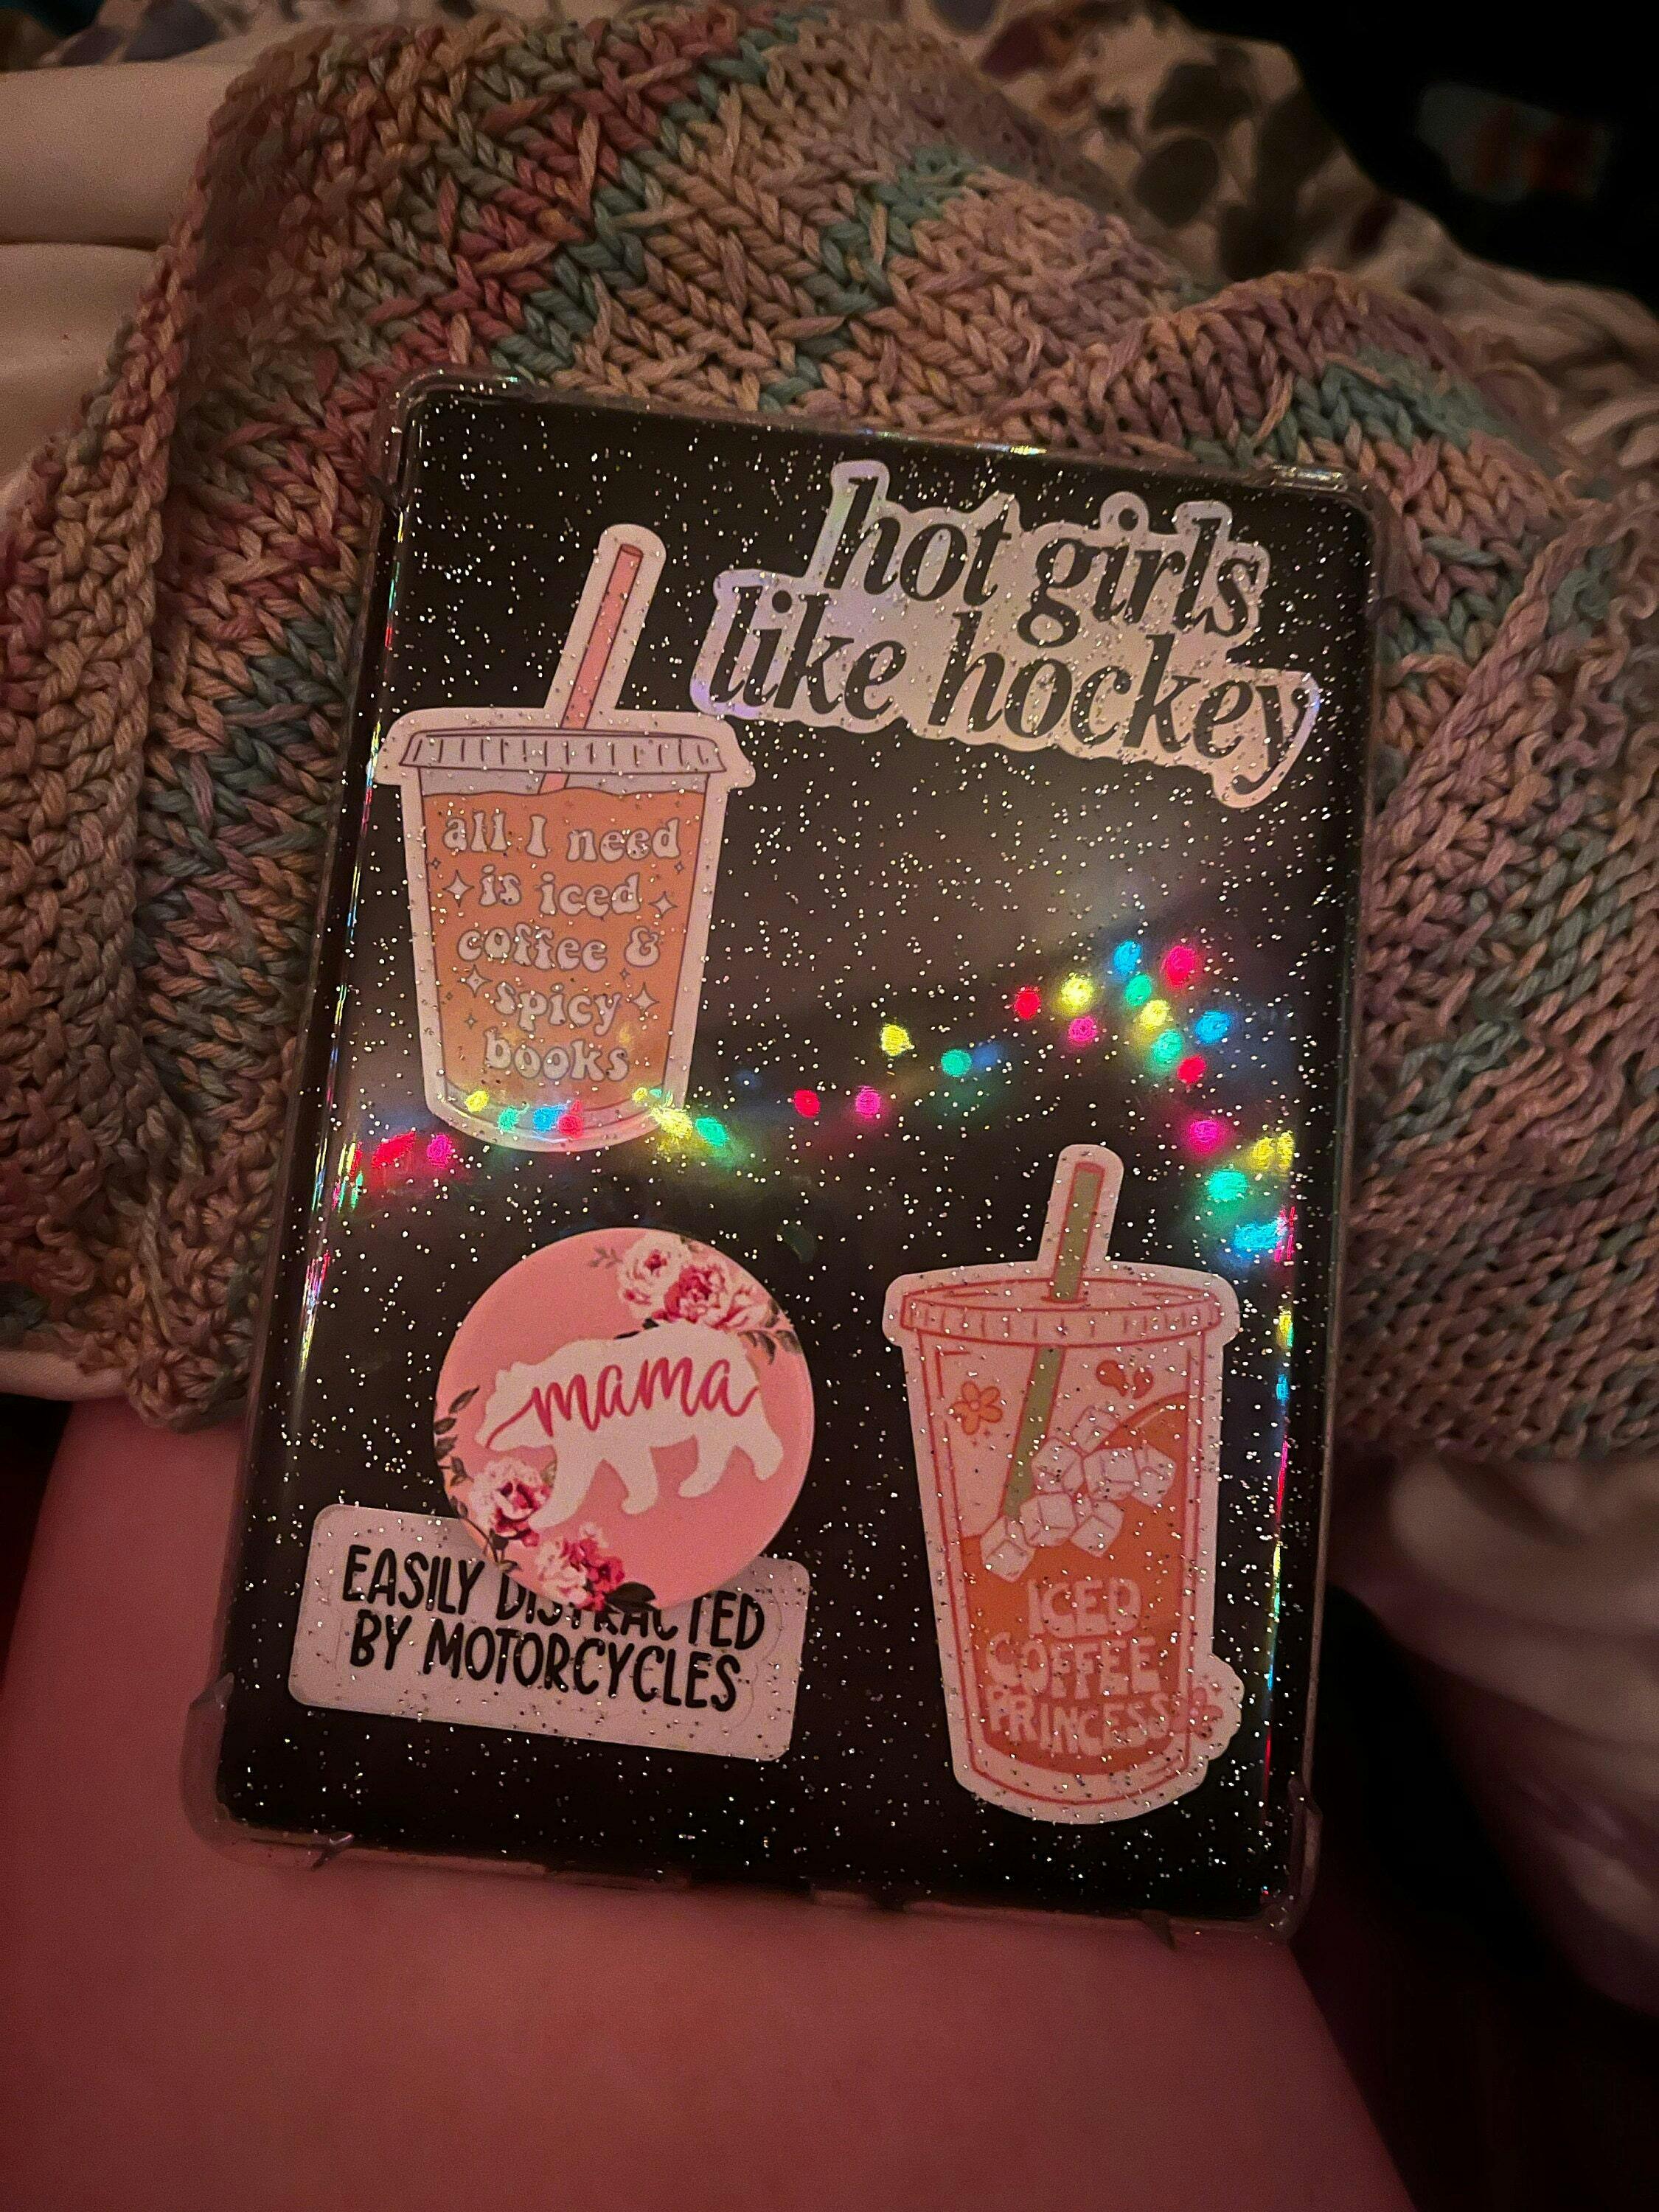 hot girls
like hockey
all I need
is iced
coffee &
spicy
books
mama
EASILY DISTRACTED
BY MOTORCYCLES
ICED
COFFEE
PRINCESS